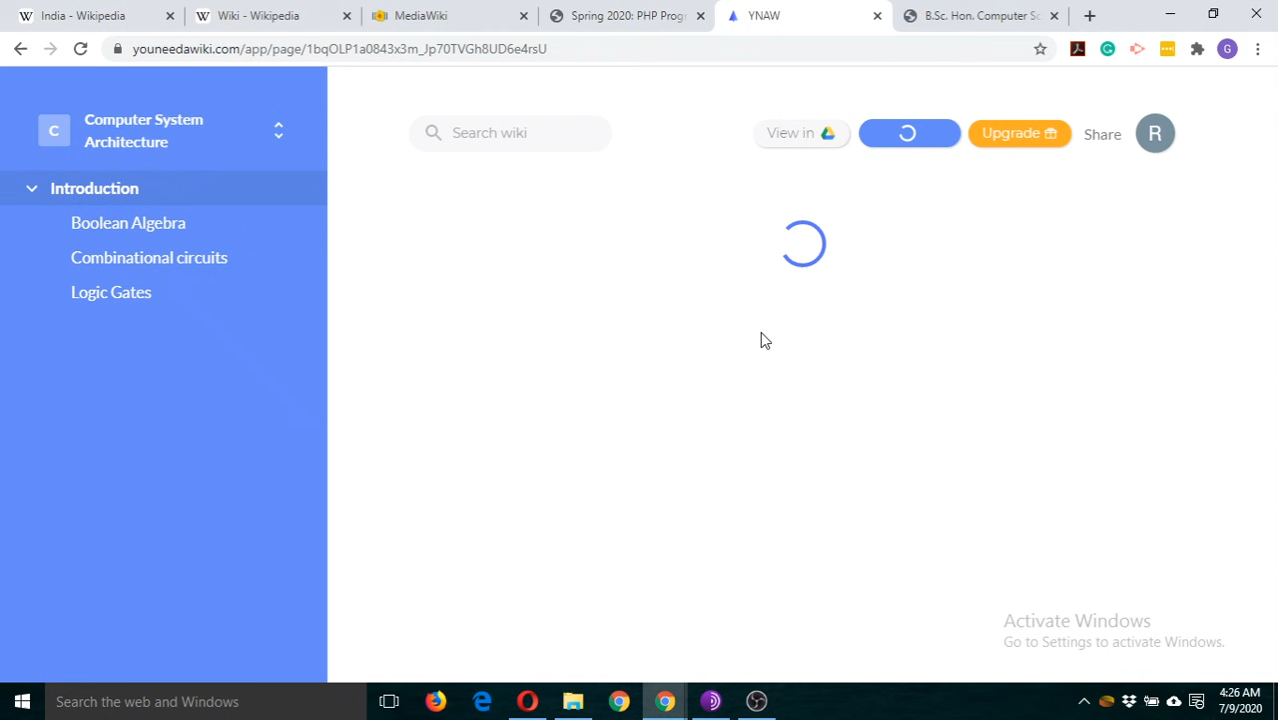 India - Wikipedia
Wiki - Wikipedia
MediaWiki
Spring 2020: PHP Prog
YNAW
B.Sc. Hon. Computer Sc
youneedawiki.com/app/page/1bqOLP1a0843x3m_Jp70TVGh8UD6e4rsU
G
C
Computer System
Architecture
Search wiki
View in
Upgrade
Share
R
Introduction
Boolean Algebra
Combinational circuits
Logic Gates
Activate Windows
Go to Settings to activate Windows.
Search the web and Windows
4:26 AM
7/9/2020